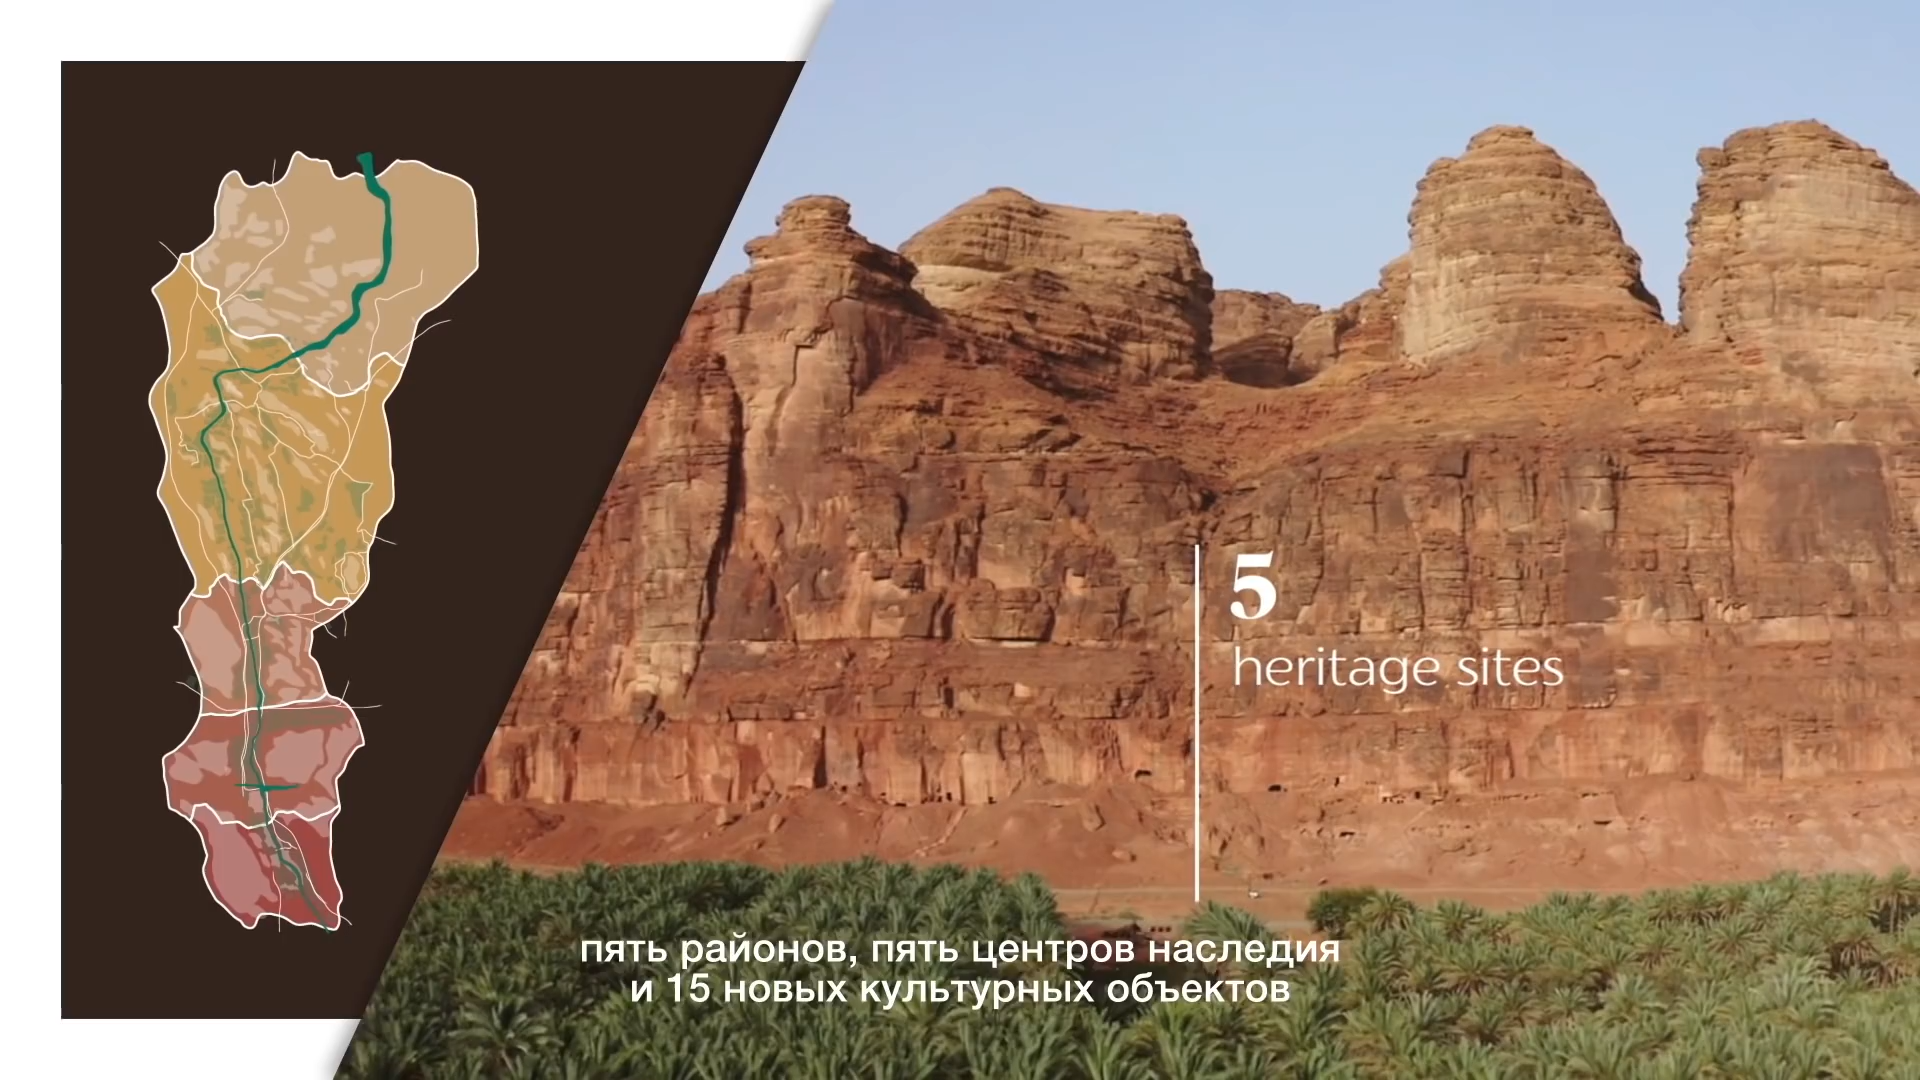 5
heritage sites
пять районов, пять центров наследия
и 15 новых культурных объектов